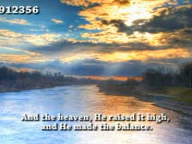 912356
And the heaven, He raised it high,
and He made the balance.